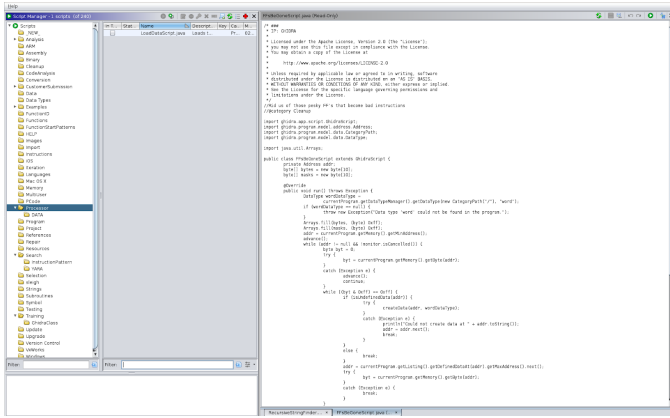 Help
Script Manager - 1 scripts (of 240)
Scripts
_NEW_
Analysis
ARM
Assembly
Binary
Cleanup
CodeAnalysis
Conversion
CustomerSubmission
Data
Data Types
Examples
FunctionID
Functions
FunctionStartPatterns
HELP
Images
Import
Instructions
iOS
Iteration
Languages
Mac OS X
Memory
MultiUser
PCode
Processor
DATA
Program
Project
References
Repair
Resources
Search
InstructionPattern
YARA
Selection
sleigh
Strings
Subroutines
Symbol
Testing
Training
GhidraClass
Update
Upgrade
Version Control
VxWorks
Windows
Filter:
In T... Stat... Name Descript... Key Ca... M...
LoadDataScript.java Loads t... Pr... 02...
Filter:
FFsBeGoneScript.java [Read-Only]
/* ###
* IP: GHIDRA
*
* Licensed under the Apache License, Version 2.0 (the "License");
* you may not use this file except in compliance with the License.
* You may obtain a copy of the License at
*
* http://www.apache.org/licenses/LICENSE-2.0
*
* Unless required by applicable law or agreed to in writing, software
* distributed under the License is distributed on an "AS IS" BASIS,
* WITHOUT WARRANTIES OR CONDITIONS OF ANY KIND, either express or implied.
* See the License for the specific language governing permissions and
* limitations under the License.
*/
//Rid us of those pesky FF's that become bad instructions
//@category Cleanup
import ghidra.app.script.GhidraScript;
import ghidra.program.model.address.Address;
import ghidra.program.model.data.CategoryPath;
import ghidra.program.model.data.DataType;
import java.util.Arrays;
public class FFsBeGoneScript extends GhidraScript {
private Address addr;
byte[] bytes = new byte[10];
byte[] masks = new byte[10];
@Override
public void run() throws Exception {
DataType wordDataType =
currentProgram.getDataTypeManager().getDataType(new CategoryPath("/"), "word");
if (wordDataType == null) {
throw new Exception("Data type 'word' could not be found in the program.");
}
Arrays.fill(bytes, (byte) 0xff);
Arrays.fill(masks, (byte) 0xff);
addr = currentProgram.getMemory().getMinAddress();
advance();
while (addr != null && !monitor.isCancelled()) {
byte byt = 0;
try {
byt = currentProgram.getMemory().getByte(addr);
}
catch (Exception e) {
advance();
continue;
}
while ((byt & 0xff) == 0xff) {
if (isUndefinedData(addr)) {
try {
createData(addr, wordDataType);
}
catch (Exception e) {
println("Could not create data at " + addr.toString());
addr = addr.next();
break;
}
}
else {
break;
}
addr = currentProgram.getListing().getDefinedDataAt(addr).getMaxAddress().next();
try {
byt = currentProgram.getMemory().getByte(addr);
}
catch (Exception e) {
break;
}
}
RecursiveStringFinder... × FFsBeGoneScript.java [... ×